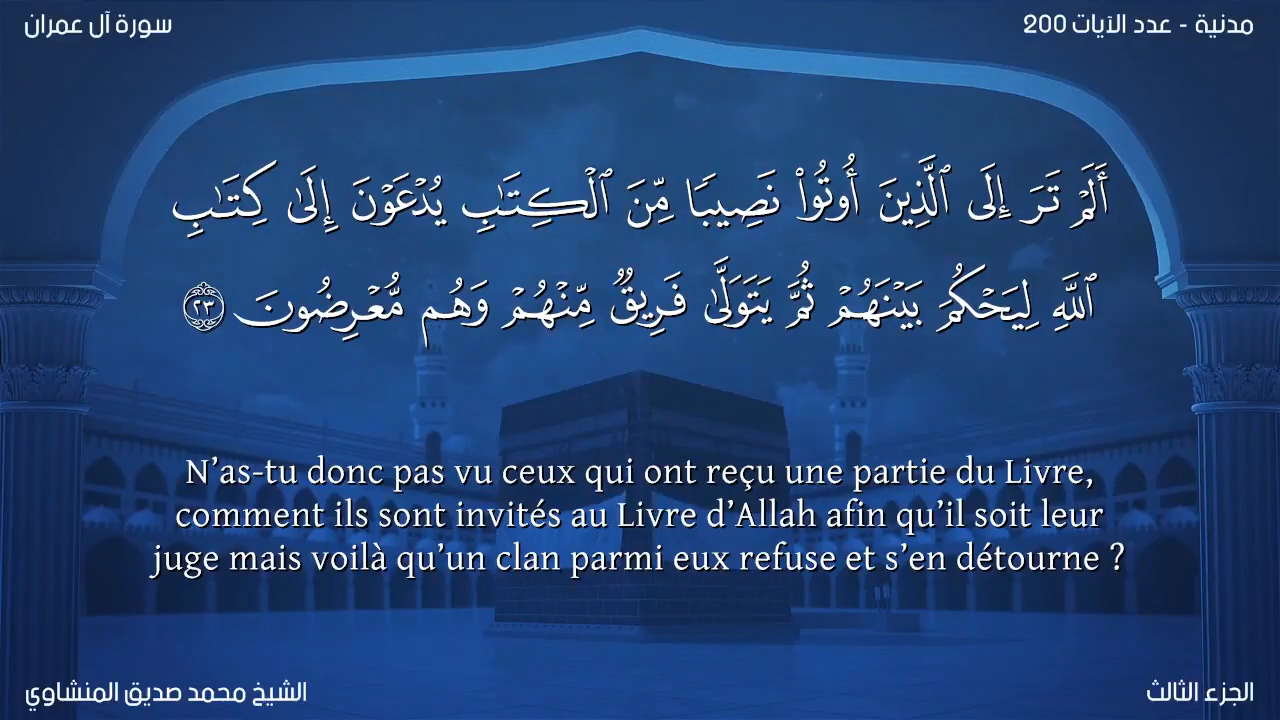 سورة آل عمران
مدنية - عدد الآيات 200
أَلَمْ تَرَ إِلَى ٱلَّذِينَ أُوتُوا۟ نَصِيبًا مِّنَ ٱلْكِتَـٰبِ يُدْعَوْنَ إِلَىٰ كِتَـٰبِ
ٱللَّهِ لِيَحْكُمَ بَيْنَهُمْ ثُمَّ يَتَوَلَّىٰ فَرِيقٌ مِّنْهُمْ وَهُم مُّعْرِضُونَ ٢٣
N’as-tu donc pas vu ceux qui ont reçu une partie du Livre,
comment ils sont invités au Livre d’Allah afin qu’il soit leur
juge mais voilà qu’un clan parmi eux refuse et s’en détourne ?
الشيخ محمد صديق المنشاوي
الجزء الثالث